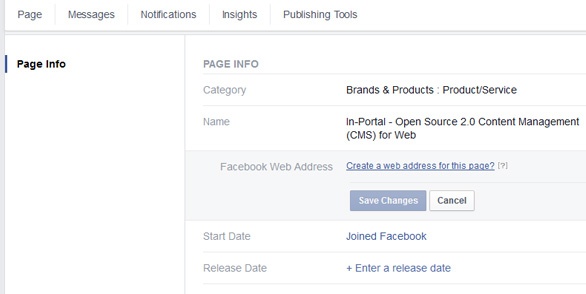 Page Messages Notifications Insights Publishing Tools
Page Info
PAGE INFO
Category Brands & Products : Product/Service
Name In-Portal - Open Source 2.0 Content Management
(CMS) for Web
Facebook Web Address Create a web address for this page? [?]
Save Changes Cancel
Start Date Joined Facebook
Release Date + Enter a release date